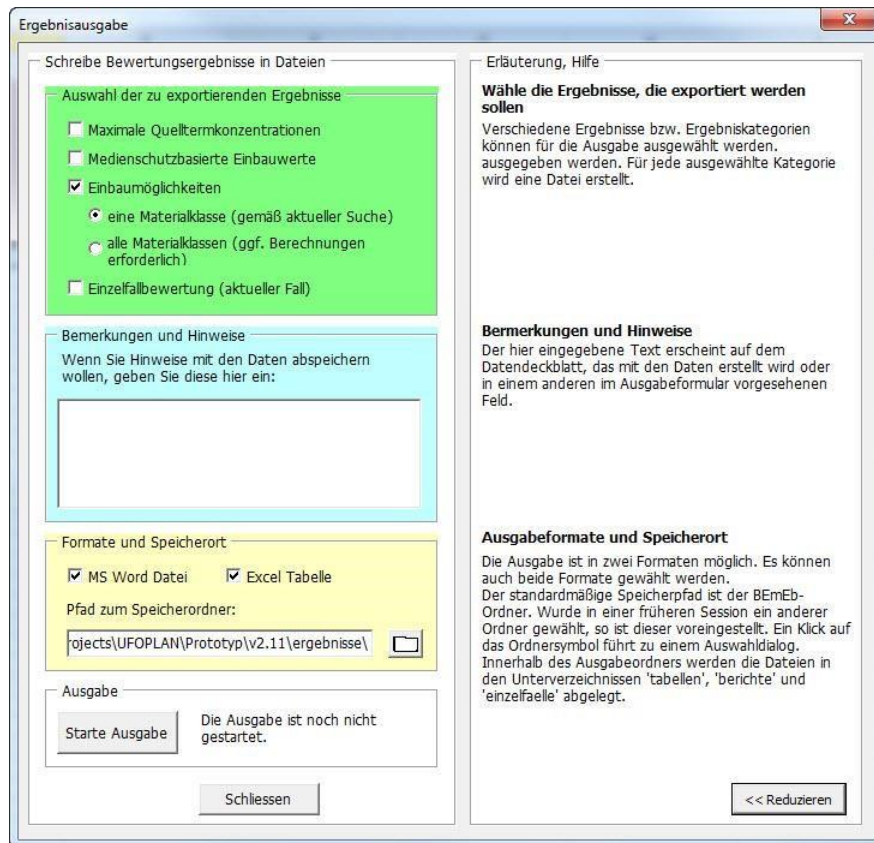 Ergebnisausgabe
Schreibe Bewertungsergebnisse in Dateien
Auswahl der zu exportierenden Ergebnisse
Maximale Quelltermkonzentrationen
Medienschutzbasierte Einbauwerte
Einbaumöglichkeiten
eine Materialklasse (gemäß aktueller Suche)
alle Materialklassen (ggf. Berechnungen
erforderlich)
Einzelfallbewertung (aktueller Fall)
Bemerkungen und Hinweise
Wenn Sie Hinweise mit den Daten abspeichern
wollen, geben Sie diese hier ein:
Formate und Speicherort
MS Word Datei
Excel Tabelle
Pfad zum Speicherordner:
rojects\UFOPLAN\Prototyp\v2.11\ergebnisse\
Ausgabe
Starte Ausgabe
Die Ausgabe ist noch nicht
gestartet.
Schliessen
Erläuterung, Hilfe
Wähle die Ergebnisse, die exportiert werden
sollen
Verschiedene Ergebnisse bzw. Ergebniskategorien
können für die Ausgabe ausgewählt werden.
ausgegeben werden. Für jede ausgewählte Kategorie
wird eine Datei erstellt.
Bermerkungen und Hinweise
Der hier eingegebene Text erscheint auf dem
Datendeckblatt, das mit den Daten erstellt wird oder
in einem anderen im Ausgabeformular vorgesehenen
Feld.
Ausgabeformate und Speicherort
Die Ausgabe ist in zwei Formaten möglich. Es können
auch beide Formate gewählt werden.
Der standardmäßige Speicherpfad ist der BEmEb-
Ordner. Wurde in einer früheren Session ein anderer
Ordner gewählt, so ist dieser voreingestellt. Ein Klick auf
das Ordnersymbol führt zu einem Auswahldialog.
Innerhalb des Ausgabeordners werden die Dateien in
den Unterverzeichnissen 'tabellen', 'berichte' und
'einzelfaelle' abgelegt.
<< Reduzieren